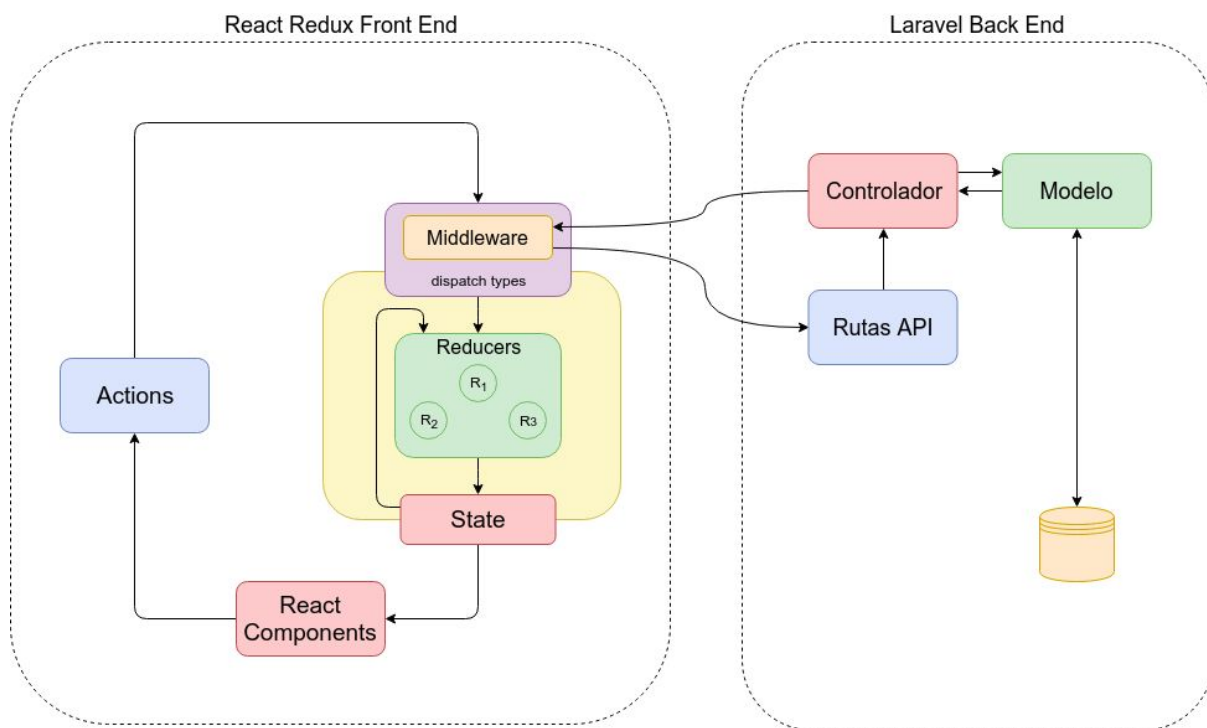 React Redux Front End
Laravel Back End
Middleware
dispatch types
Reducers
R1
R2
R3
State
Actions
React
Components
Controlador
Modelo
Rutas API